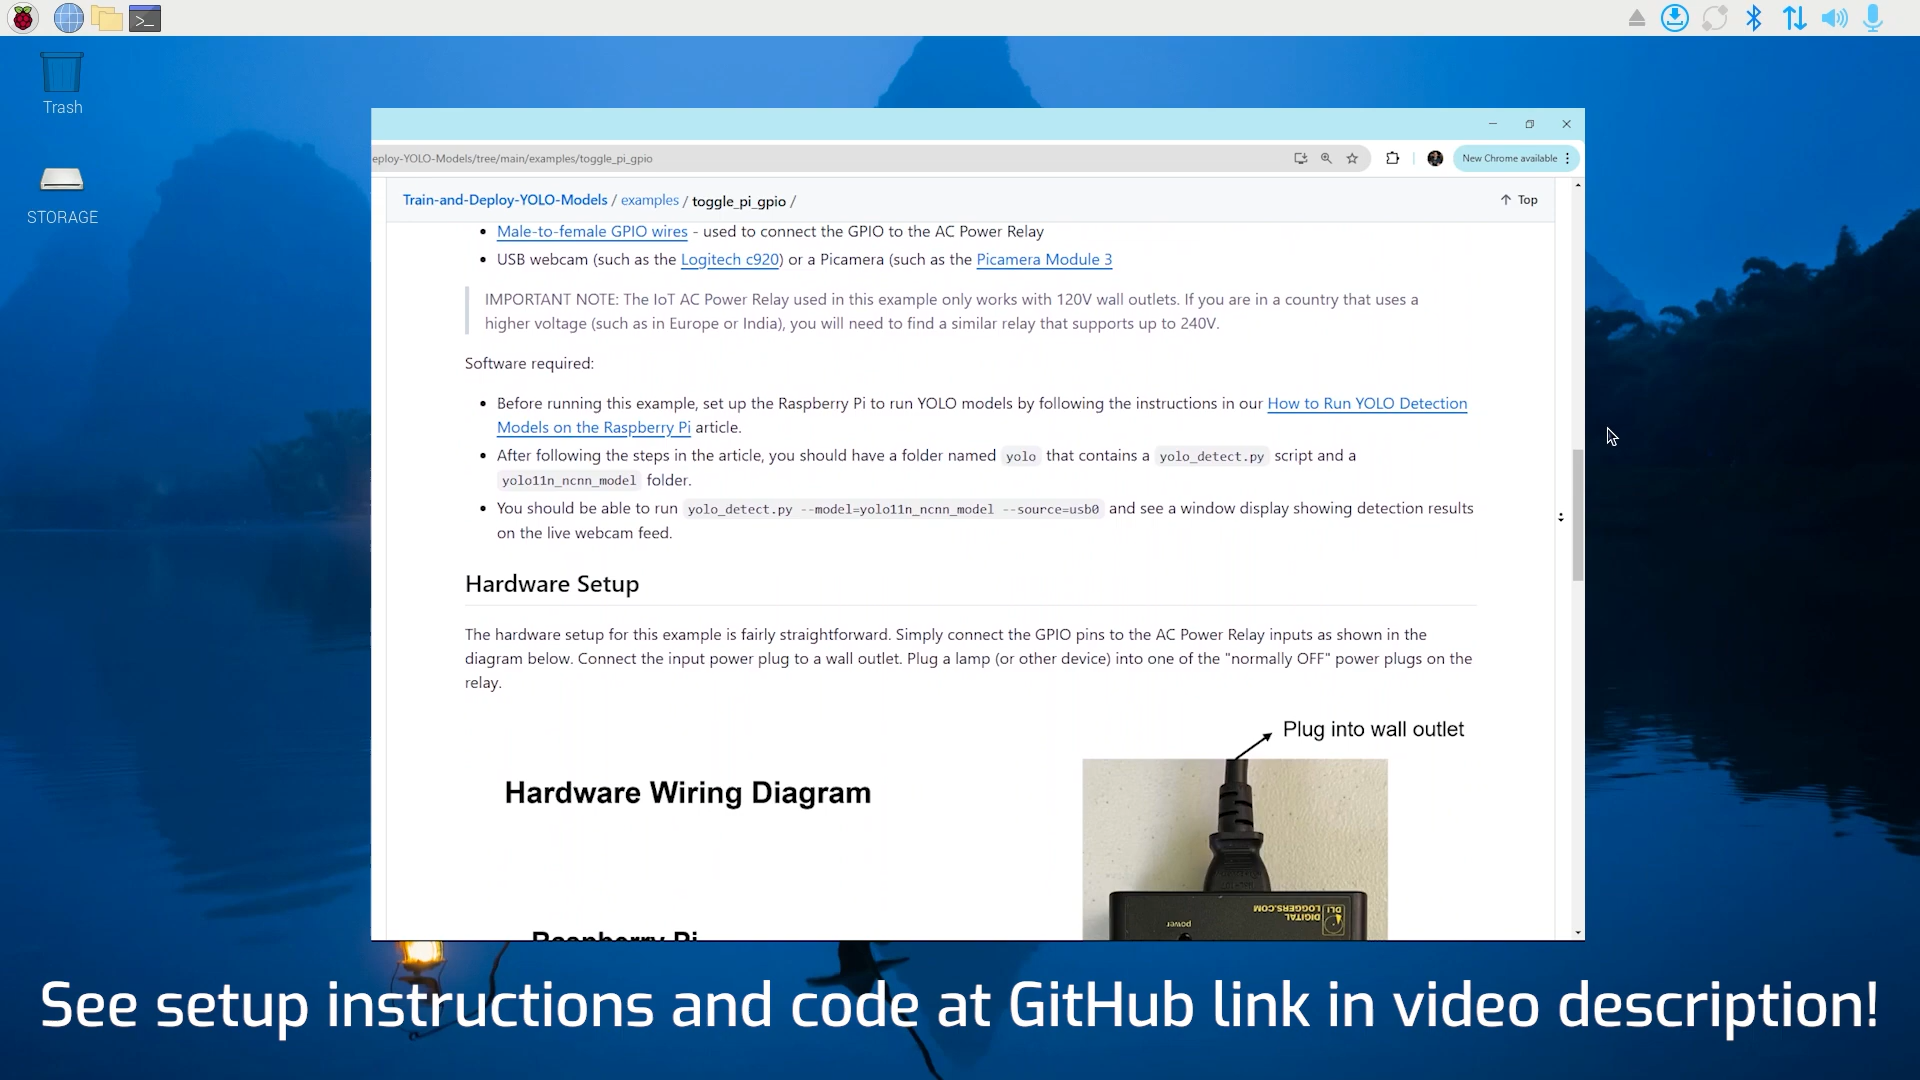 Trash
STORAGE
eploy-YOLO-Models/tree/main/examples/toggle_pi_gpio
New Chrome available
Train-and-Deploy-YOLO-Models / examples / toggle_pi_gpio /
Top
Male-to-female GPIO wires - used to connect the GPIO to the AC Power Relay
USB webcam (such as the Logitech c920) or a Picamera (such as the Picamera Module 3
IMPORTANT NOTE: The IoT AC Power Relay used in this example only works with 120V wall outlets. If you are in a country that uses a
higher voltage (such as in Europe or India), you will need to find a similar relay that supports up to 240V.
Software required:
Before running this example, set up the Raspberry Pi to run YOLO models by following the instructions in our How to Run YOLO Detection
Models on the Raspberry Pi article.
After following the steps in the article, you should have a folder named yolo that contains a yolo_detect.py script and a
yolo11n_ncnn_model folder.
You should be able to run yolo_detect.py --model=yolo11n_ncnn_model --source=usb0 and see a window display showing detection results
on the live webcam feed.
Hardware Setup
The hardware setup for this example is fairly straightforward. Simply connect the GPIO pins to the AC Power Relay inputs as shown in the
diagram below. Connect the input power plug to a wall outlet. Plug a lamp (or other device) into one of the "normally OFF" power plugs on the
relay.
Plug into wall outlet
Hardware Wiring Diagram
DIGITAL
LOGGERS.COM
DLI
power
Raspberry Pi
See setup instructions and code at GitHub link in video description!